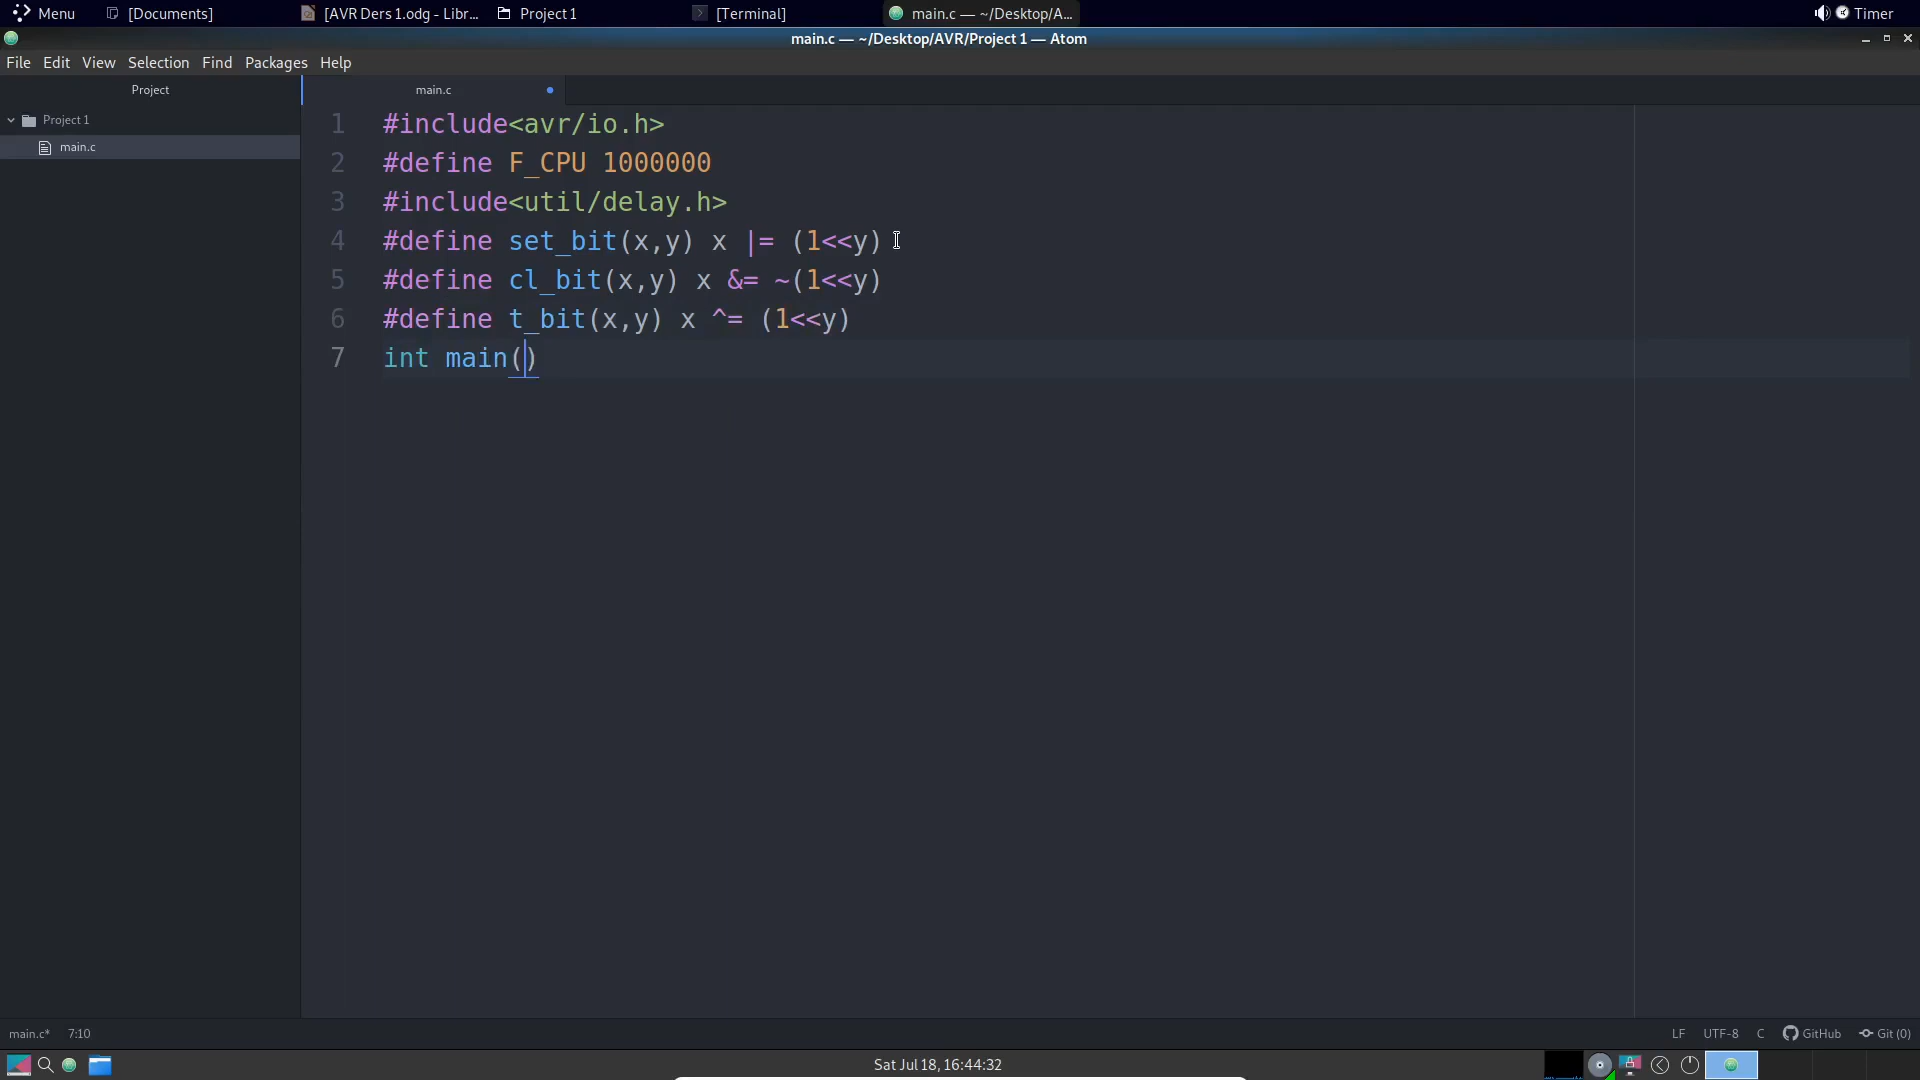 Menu [Documents] [AVR Ders 1.odg - Libr... Project 1 [Terminal] main.c — ~/Desktop/A... Timer
main.c — ~/Desktop/AVR/Project 1 — Atom
File Edit View Selection Find Packages Help
Project main.c
Project 1
main.c
1 #include<avr/io.h>
2 #define F_CPU 1000000
3 #include<util/delay.h>
4 #define set_bit(x,y) x |= (1<<y)
5 #define cl_bit(x,y) x &= ~(1<<y)
6 #define t_bit(x,y) x ^= (1<<y)
7 int main()
main.c* 7:10 LF UTF-8 C GitHub Git (0)
Sat Jul 18, 16:44:32